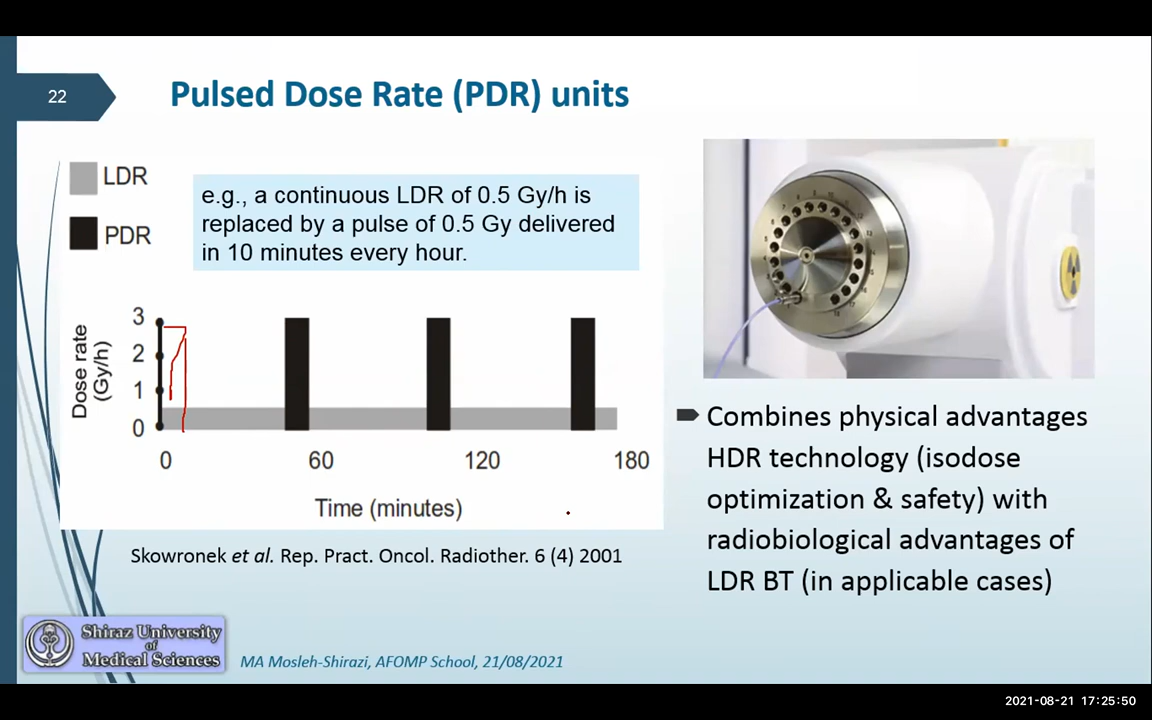 22
Pulsed Dose Rate (PDR) units
LDR
PDR
e.g., a continuous LDR of 0.5 Gy/h is
replaced by a pulse of 0.5 Gy delivered
in 10 minutes every hour.
Dose rate
(Gy/h)
3
2
1
0
0 60 120 180
Time (minutes)
Skowronek et al. Rep. Pract. Oncol. Radiother. 6 (4) 2001
Combines physical advantages
HDR technology (isodose
optimization & safety) with
radiobiological advantages of
LDR BT (in applicable cases)
Shiraz University
of
Medical Sciences
MA Mosleh-Shirazi, AFOMP School, 21/08/2021
2021-08-21 17:25:50